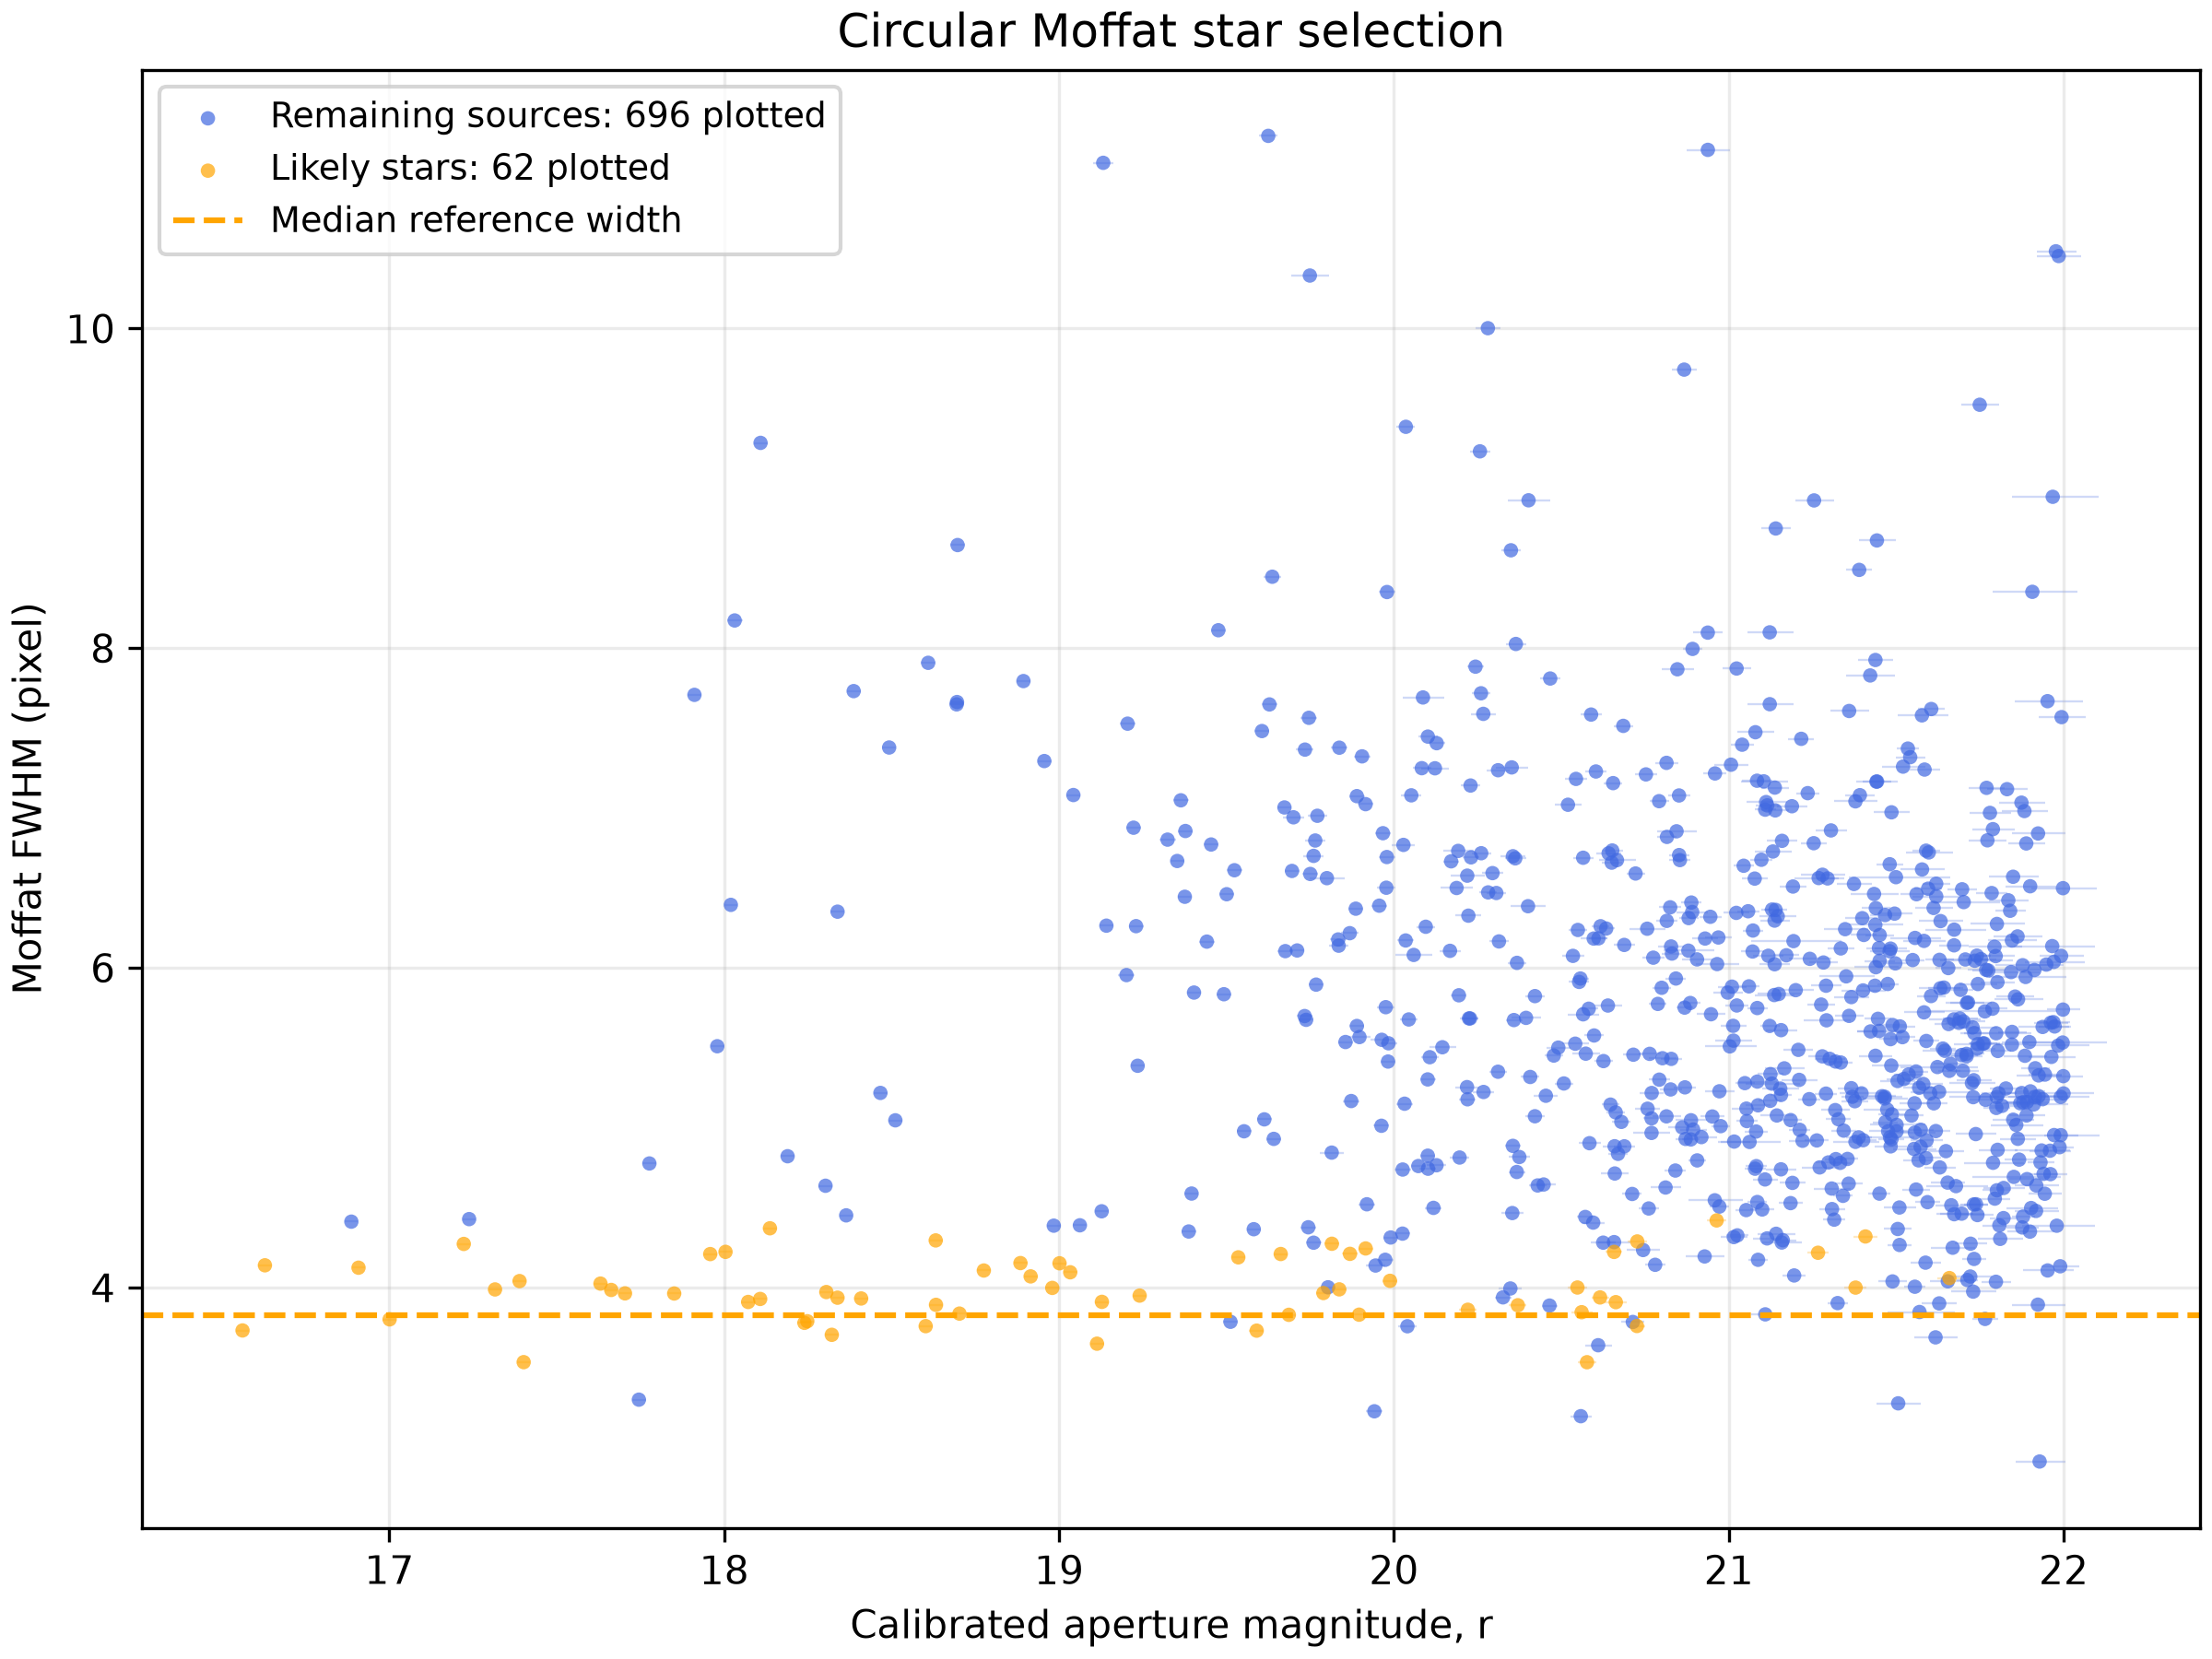 Circular Moffat star selection
Remaining sources: 696 plotted
Likely stars: 62 plotted
Median reference width
Moffat FWHM (pixel)
10
8
6
4
17 18 19 20 21 22
Calibrated aperture magnitude, r